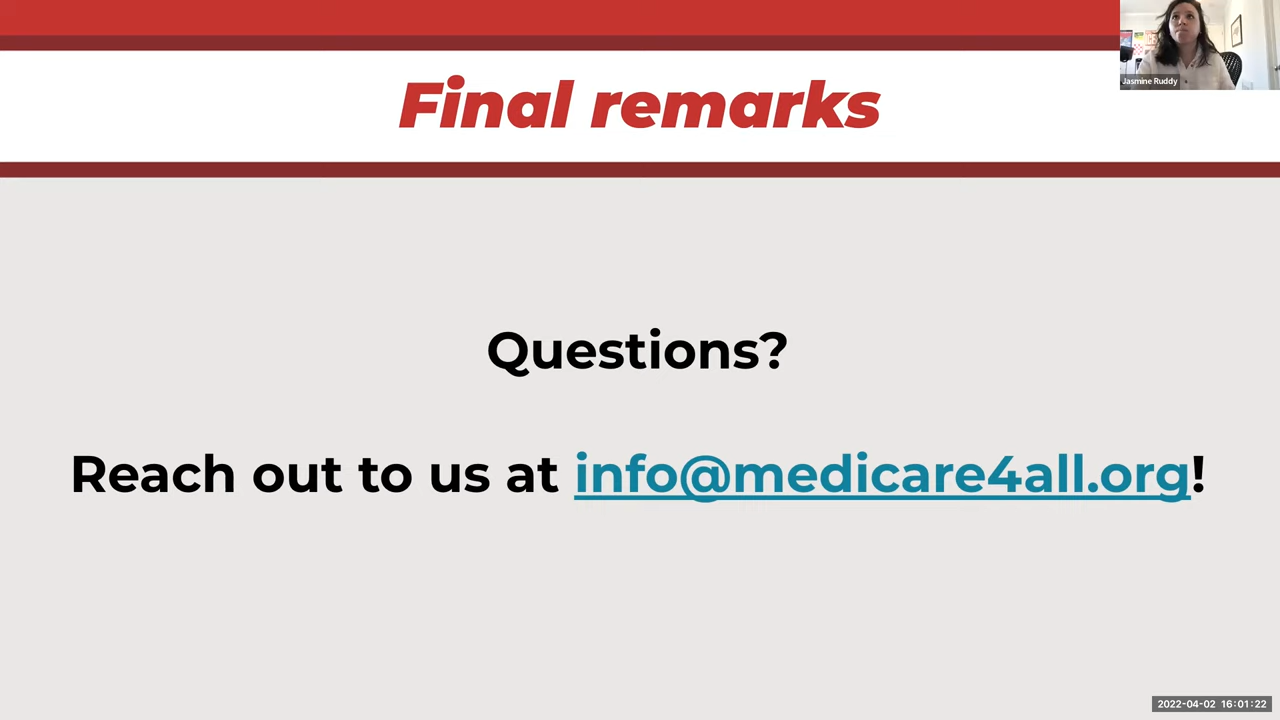 Jasmine Ruddy
Final remarks
Questions?
Reach out to us at info@medicare4all.org!
2022-04-02 16:01:22